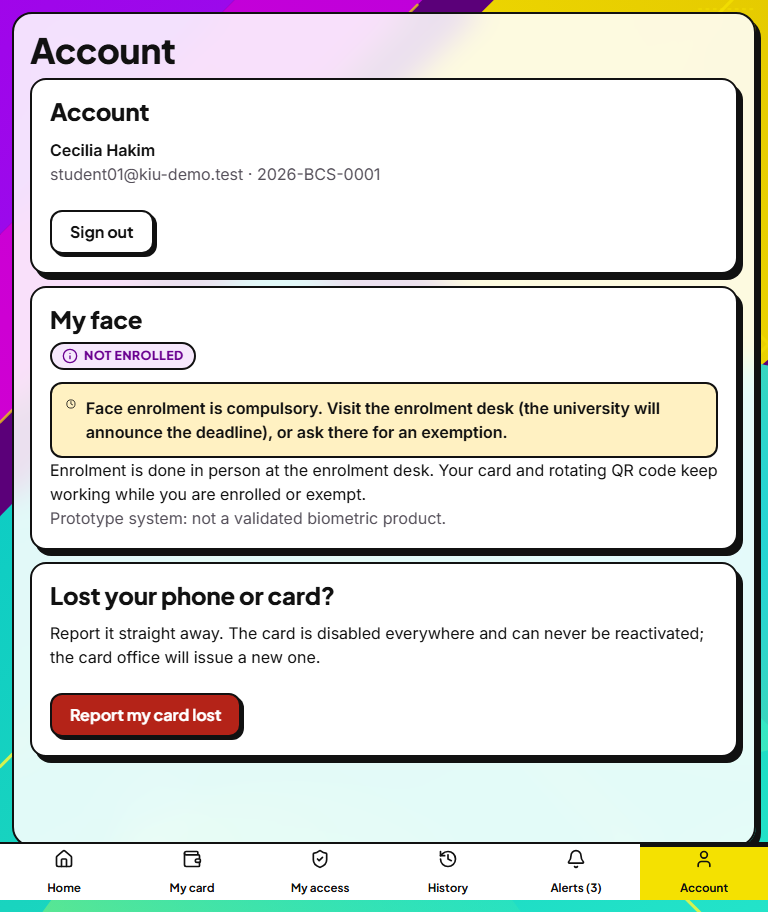 Account
Account
Cecilia Hakim
student01@kiu-demo.test · 2026-BCS-0001
Sign out
My face
NOT ENROLLED
Face enrolment is compulsory. Visit the enrolment desk (the university will
announce the deadline), or ask there for an exemption.
Enrolment is done in person at the enrolment desk. Your card and rotating QR code keep
working while you are enrolled or exempt.
Prototype system: not a validated biometric product.
Lost your phone or card?
Report it straight away. The card is disabled everywhere and can never be reactivated;
the card office will issue a new one.
Report my card lost
Home
My card
My access
History
Alerts (3)
Account